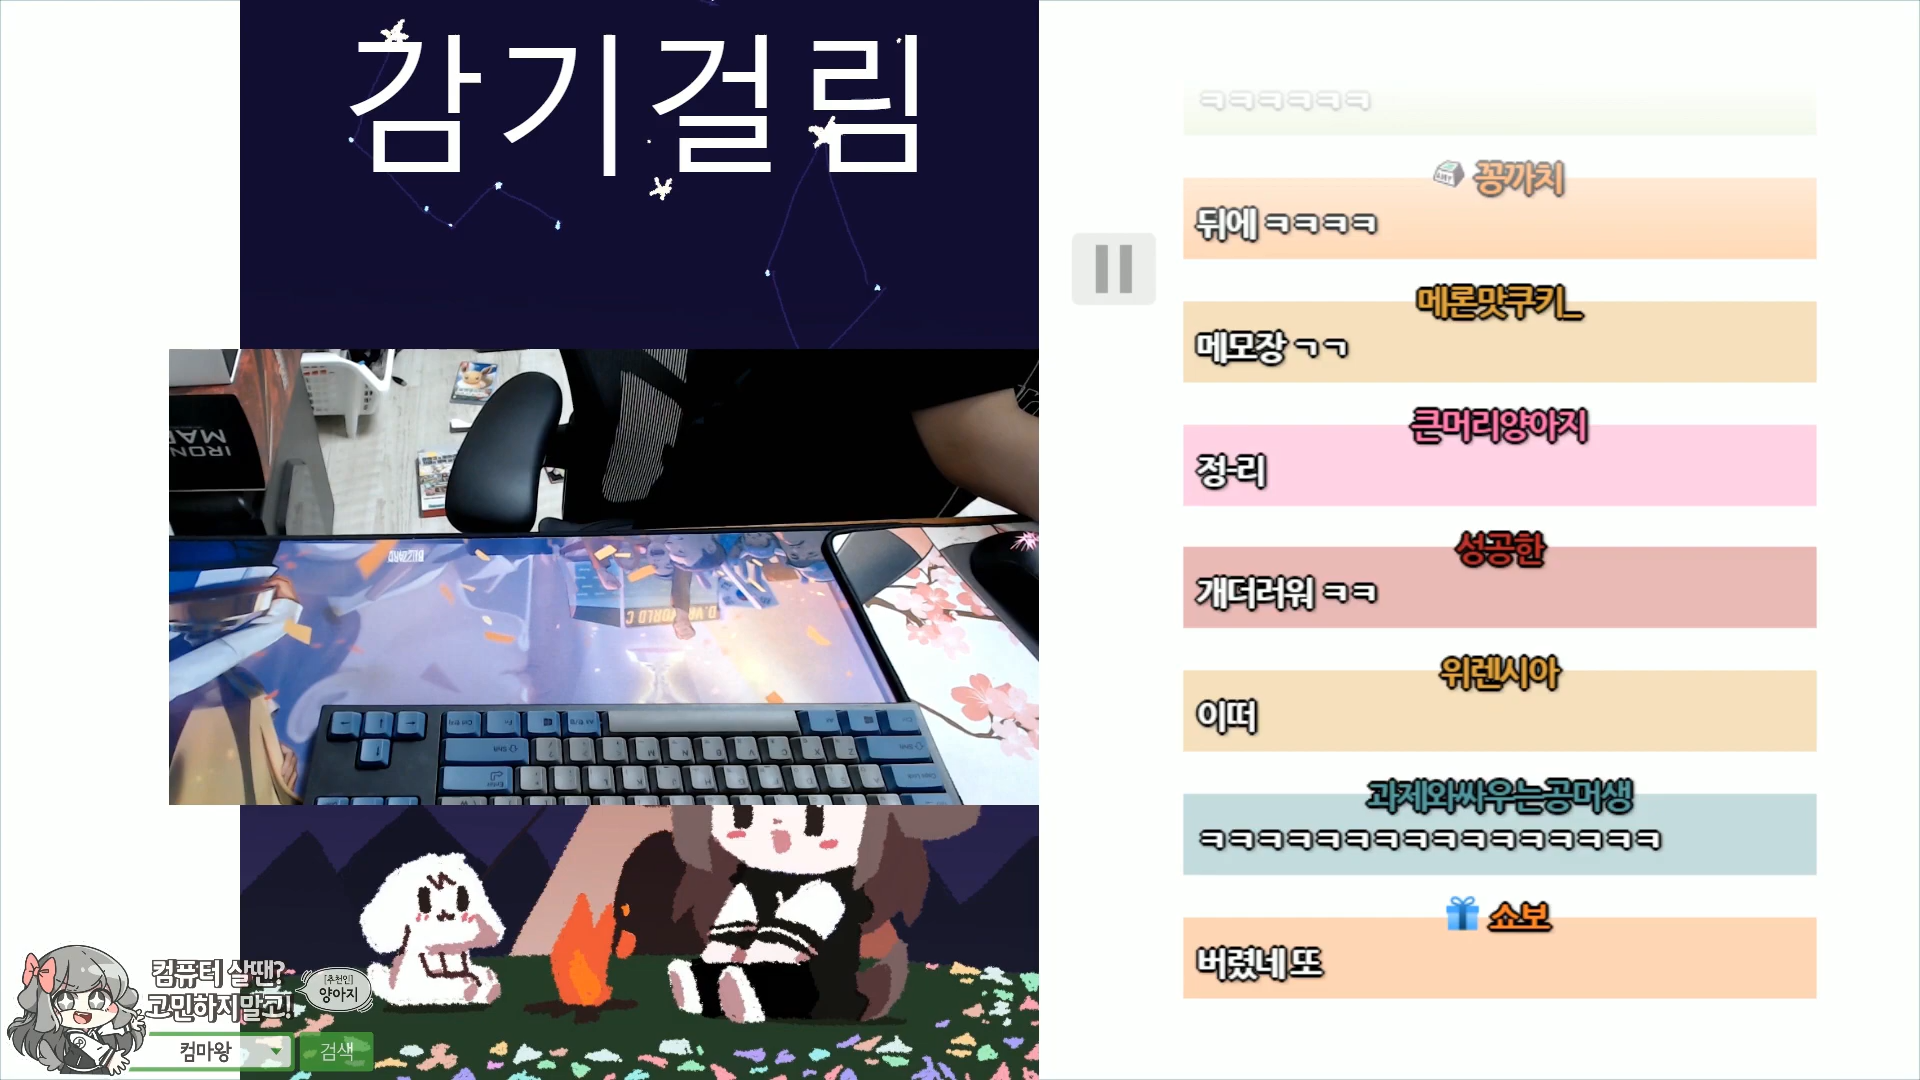 감기걸림
ㅋㅋㅋㅋㅋㅋ
꽁까치
뒤에 ㅋㅋㅋㅋ
메론맛쿠키_
메모장 ㄱㄱ
큰머리양아지
정-리
성공한
개더러워 ㅋㅋ
위렌시아
이떠
과제와싸우는공머생
ㅋㅋㅋㅋㅋㅋㅋㅋㅋㅋㅋㅋㅋㅋㅋㅋ
쇼보
버렸네 또
IRON
MAN
BLIZZARD
컴퓨터 살땐?
고민하지말고!
[추천인]
양아지
컴마왕
검색